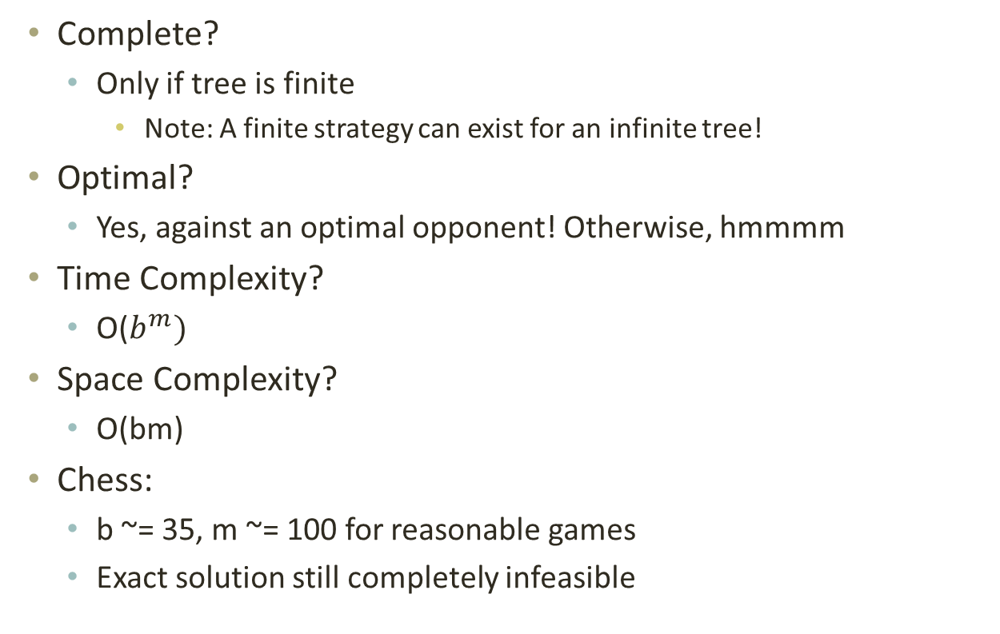 • Complete?
• Only if tree is finite
• Note: A finite strategy can exist for an infinite tree!
• Optimal?
• Yes, against an optimal opponent! Otherwise, hmmmm
• Time Complexity?
• O(𝑏ᵐ)
• Space Complexity?
• O(bm)
• Chess:
• b ~= 35, m ~= 100 for reasonable games
• Exact solution still completely infeasible